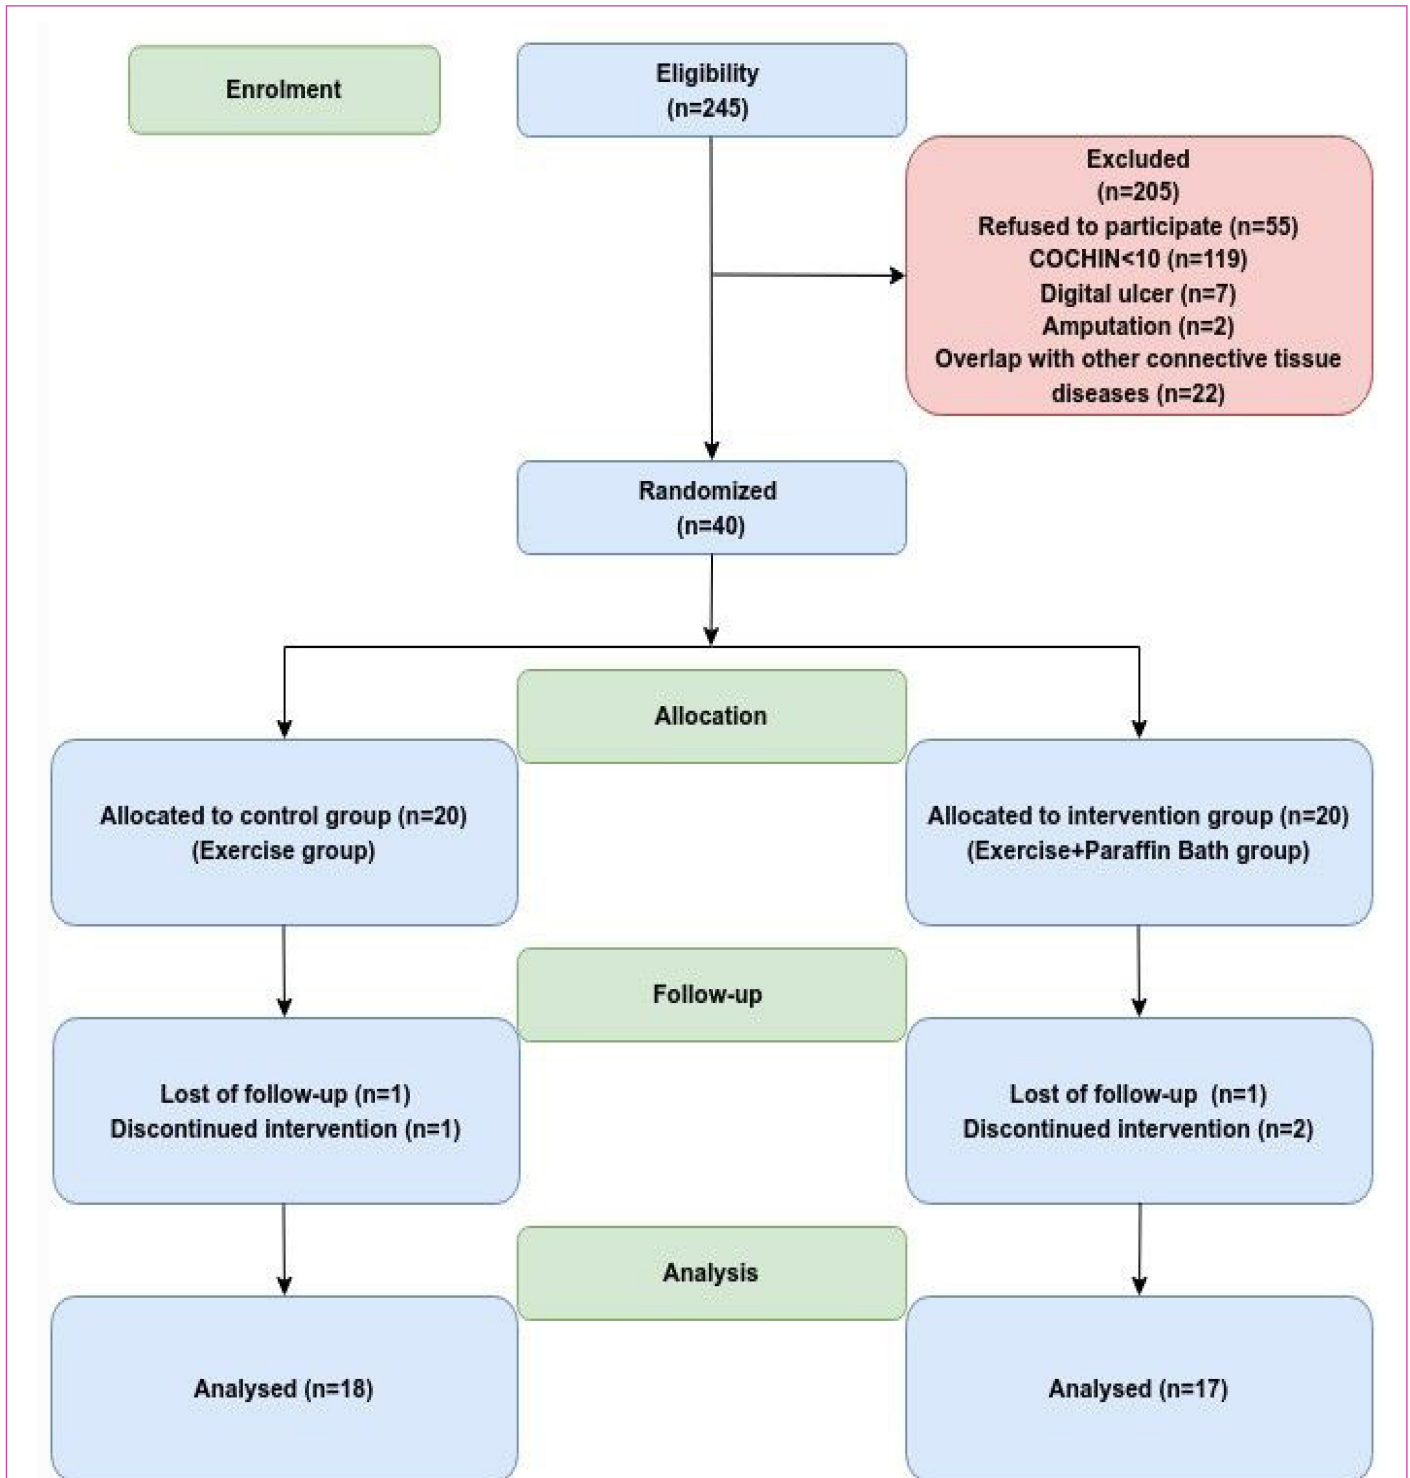 Enrolment
Eligibility
(n=245)
Excluded
(n=205)
Refused to participate (n=55)
COCHIN<10 (n=119)
Digital ulcer (n=7)
Amputation (n=2)
Overlap with other connective tissue
diseases (n=22)
Randomized
(n=40)
Allocation
Allocated to control group (n=20)
(Exercise group)
Allocated to intervention group (n=20)
(Exercise+Paraffin Bath group)
Follow-up
Lost of follow-up (n=1)
Discontinued intervention (n=1)
Lost of follow-up  (n=1)
Discontinued intervention (n=2)
Analysis
Analysed (n=18)
Analysed (n=17)